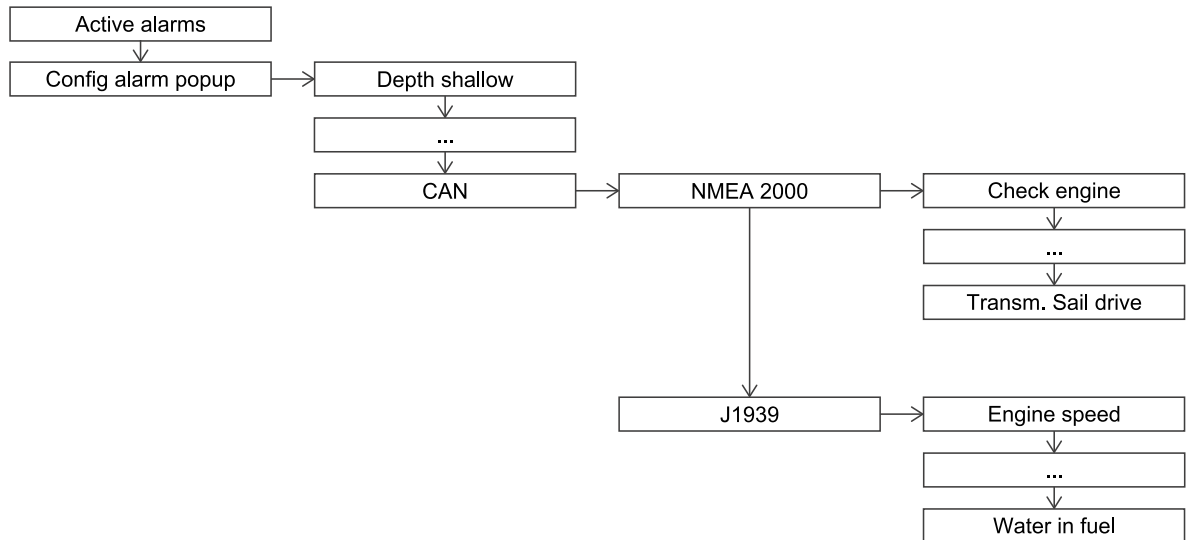 Active alarms
Config alarm popup
Depth shallow
...
CAN
NMEA 2000
Check engine
...
Transm. Sail drive
J1939
Engine speed
...
Water in fuel